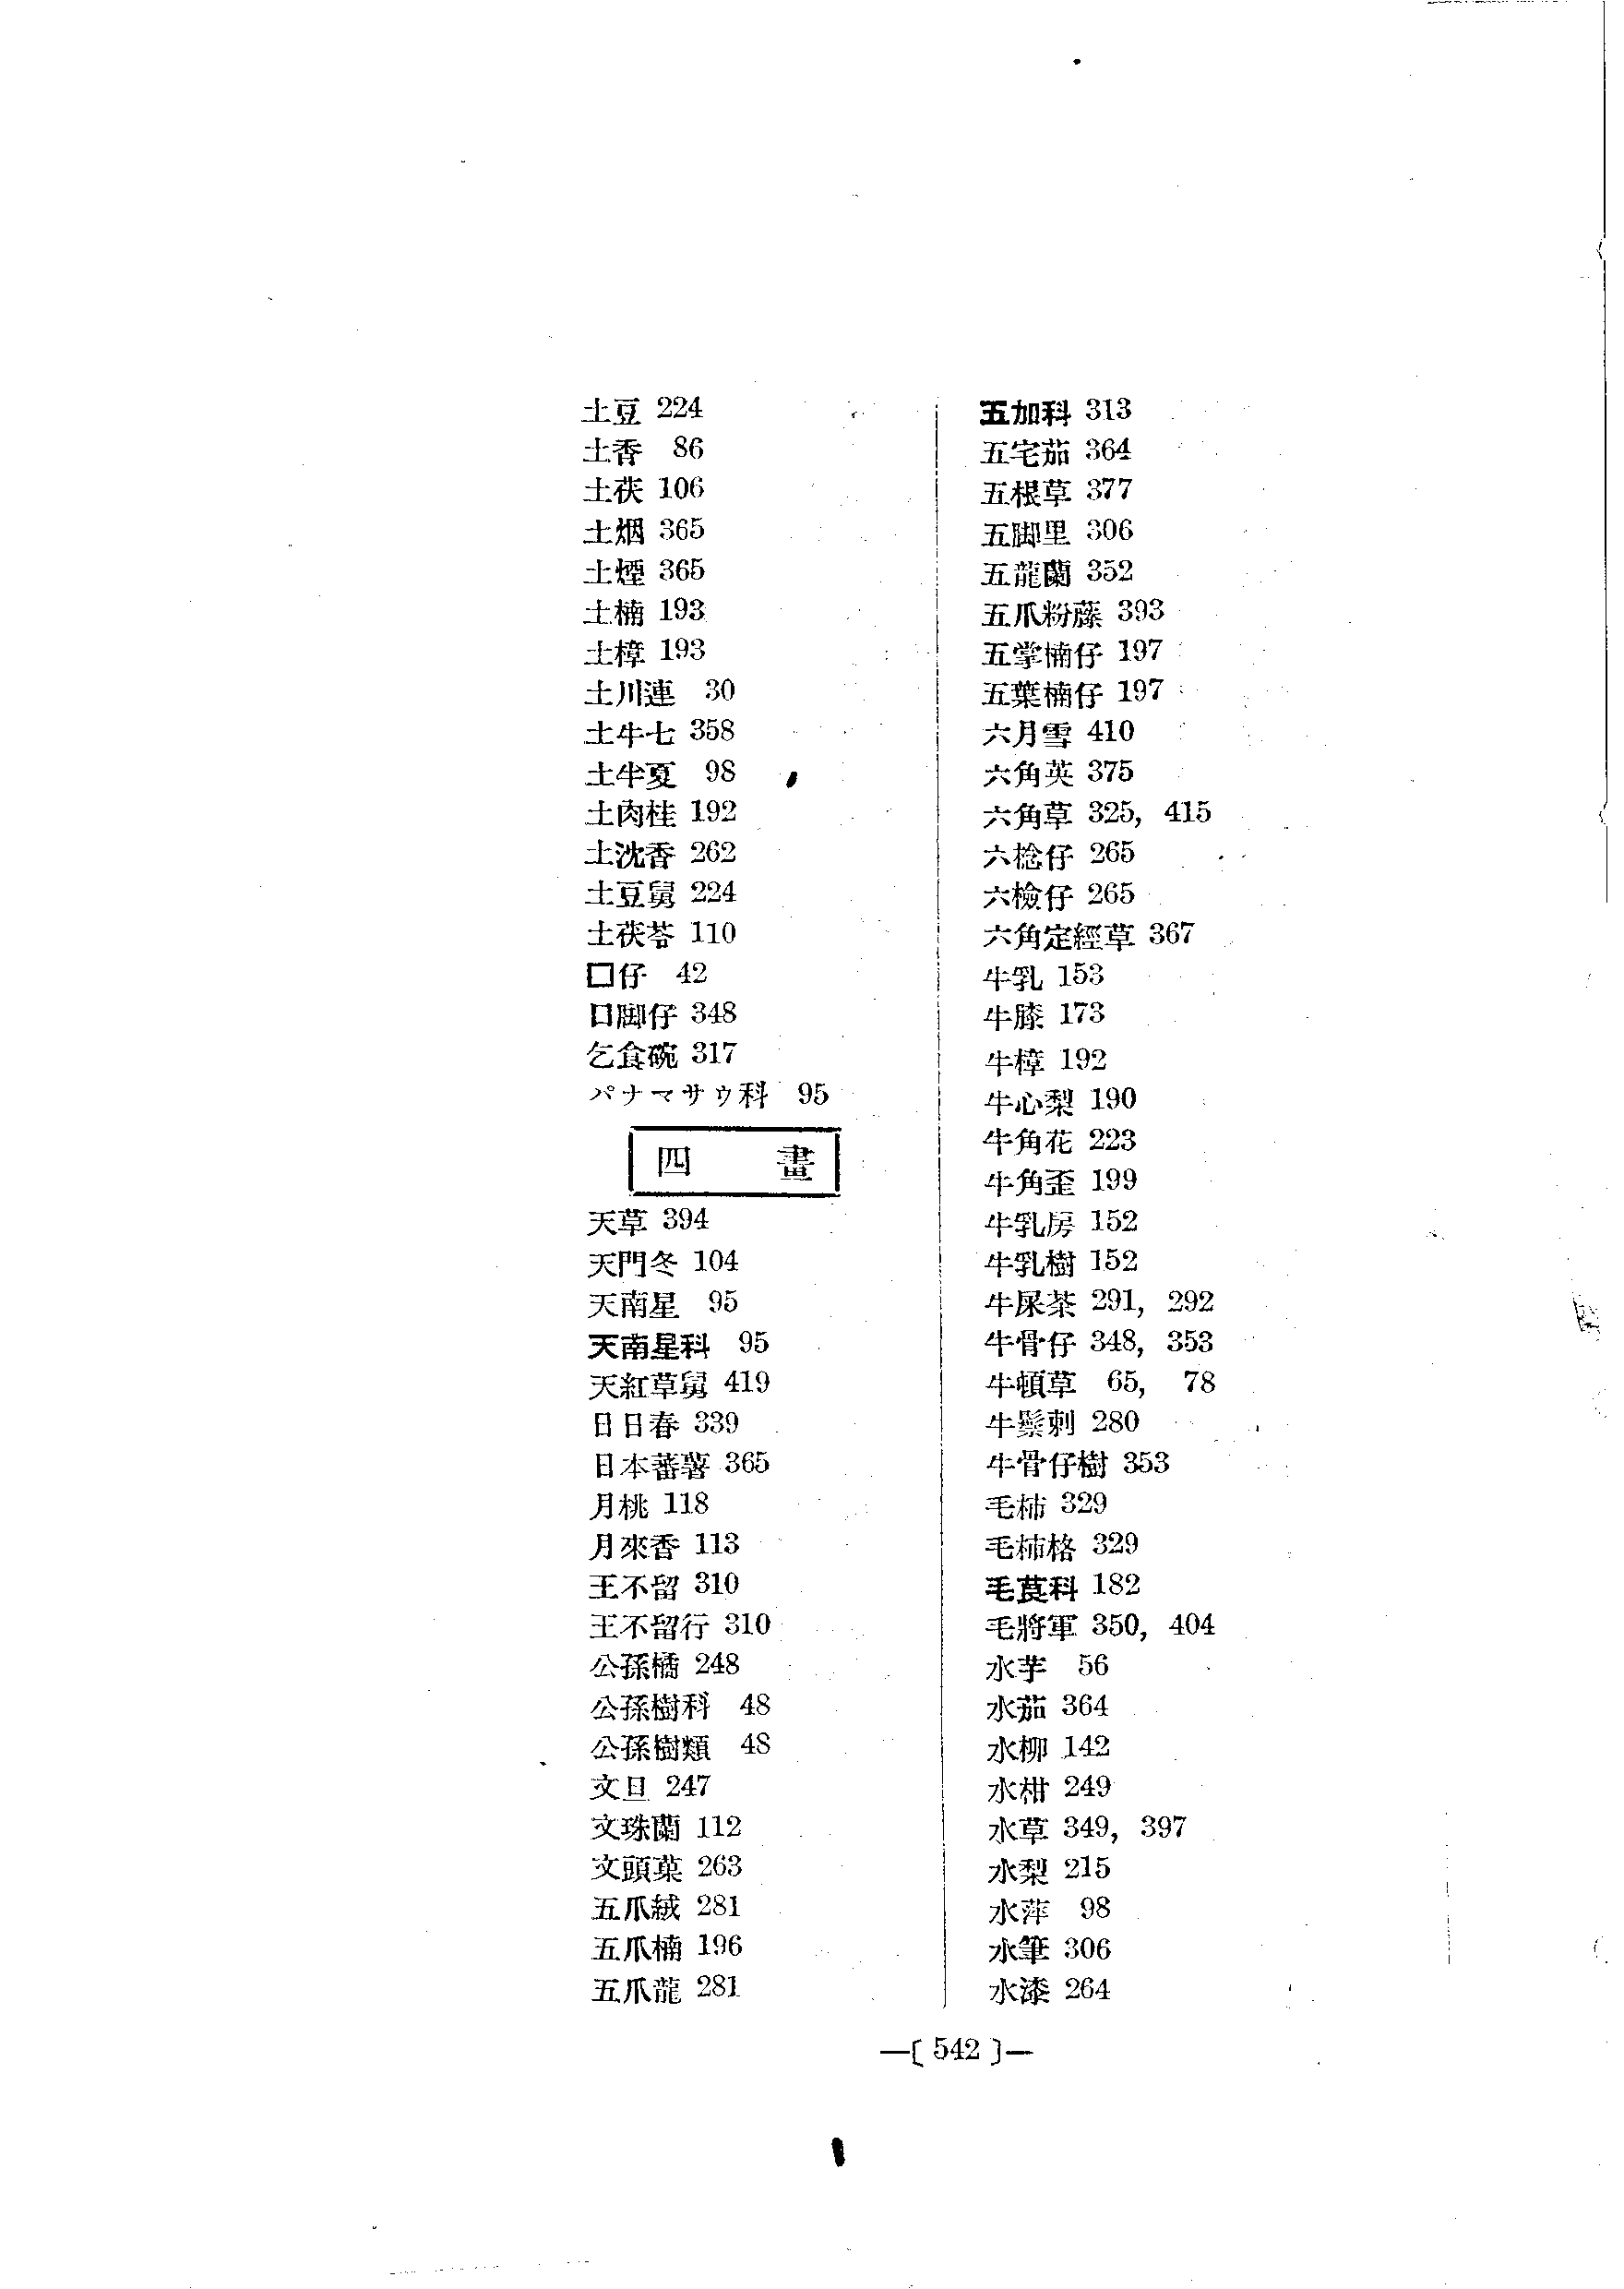 土豆 224
土香 86
土茯 106
土烟 365
土煙 365
土楠 193
土樟 193
土川連 30
土牛七 358
土半夏 98
土肉桂 192
土沈香 262
土豆舅 224
土茯苓 110
口仔 42
口脚仔 348
乞食碗 317
パナマサウ科 95
四 畫
天草 394
天門冬 104
天南星 95
天南星科 95
天紅草舅 419
日日春 339
日本蕃薯 365
月桃 118
月來香 113
王不留 310
王不留行 310
公孫橘 248
公孫樹科 48
公孫樹類 48
文旦 247
文珠蘭 112
文頭菓 263
五爪絨 281
五爪楠 196
五爪龍 281
五加科 313
五宅茄 364
五根草 377
五脚里 306
五龍蘭 352
五爪粉藤 393
五掌楠仔 197
五葉楠仔 197
六月雪 410
六角英 375
六角草 325, 415
六棯仔 265
六檢仔 265
六角定經草 367
牛乳 153
牛膝 173
牛樟 192
牛心梨 190
牛角花 223
牛角歪 199
牛乳房 152
牛乳樹 152
牛屎茶 291, 292
牛骨仔 348, 353
牛頓草 65, 78
牛鬃刺 280
牛骨仔樹 353
毛柿 329
毛柿格 329
毛莨科 182
毛將軍 350, 404
水芋 56
水茄 364
水柳 142
水柑 249
水草 349, 397
水梨 215
水萍 98
水筆 306
水漆 264
—〔 542 〕—